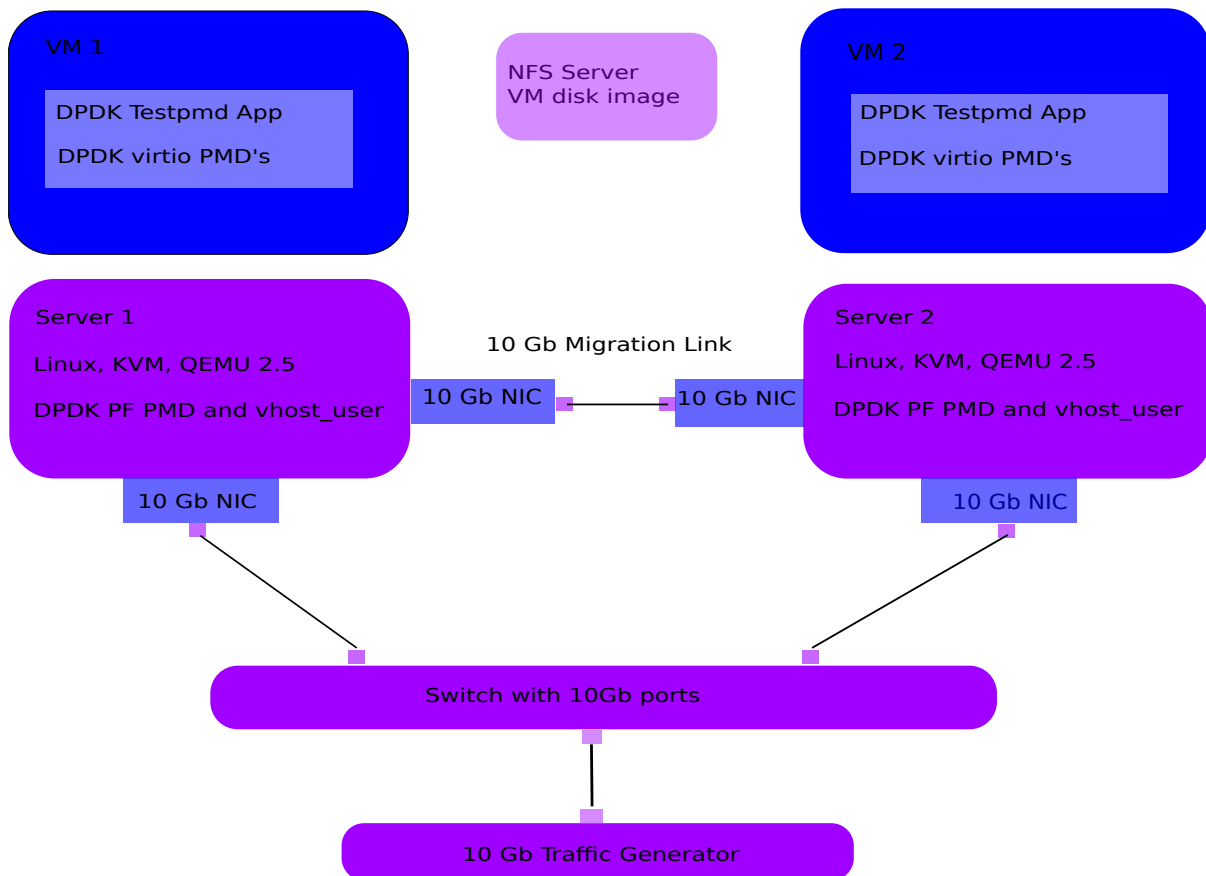 VM 1
DPDK Testpmd App
DPDK virtio PMD's
NFS Server
VM disk image
VM 2
DPDK Testpmd App
DPDK virtio PMD's
Server 1
Linux, KVM, QEMU 2.5
DPDK PF PMD and vhost_user
10 Gb Migration Link
10 Gb NIC
10 Gb NIC
Server 2
Linux, KVM, QEMU 2.5
DPDK PF PMD and vhost_user
10 Gb NIC
10 Gb NIC
Switch with 10Gb ports
10 Gb Traffic Generator